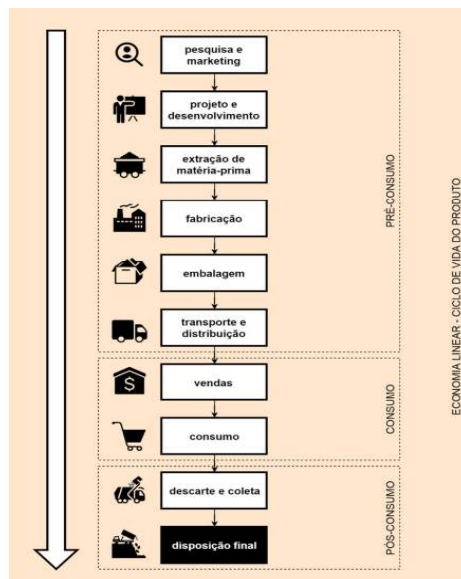 pesquisa e
marketing
projeto e
desenvolvimento
extração de
matéria-prima
fabricação
embalagem
transporte e
distribuição
PRÉ-CONSUMO
$
vendas
consumo
CONSUMO
descarte e coleta
disposição final
PÓS-CONSUMO
ECONOMIA LINEAR - CICLO DE VIDA DO PRODUTO